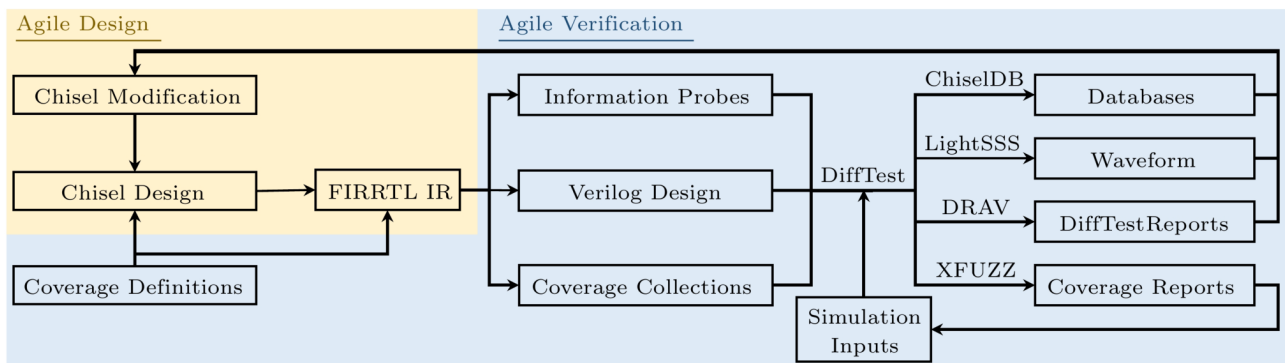 Agile Design
Agile Verification
Chisel Modification
Information Probes
ChiselDB
Databases
LightSSS
Waveform
Chisel Design
FIRRTL IR
Verilog Design
DiffTest
DRAV
DiffTestReports
XFUZZ
Coverage Definitions
Coverage Collections
Coverage Reports
Simulation
Inputs